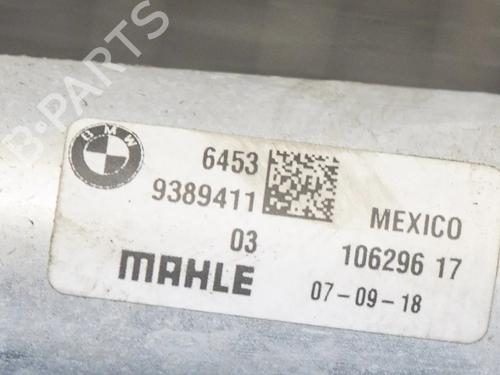 B-PARTS
BMW
6453
9389411
03
MAHLE
MEXICO
106296 17
07-09-18